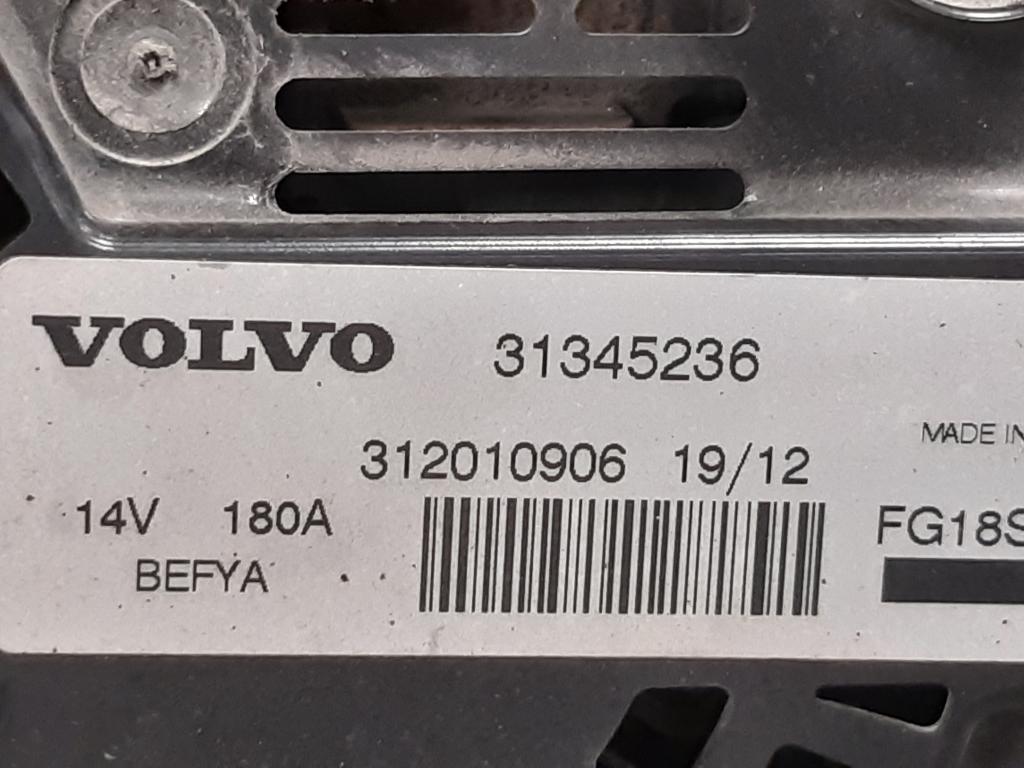 VOLVO 31345236
312010906 19/12
MADE IN
14V 180A
FG18S
BEFYA